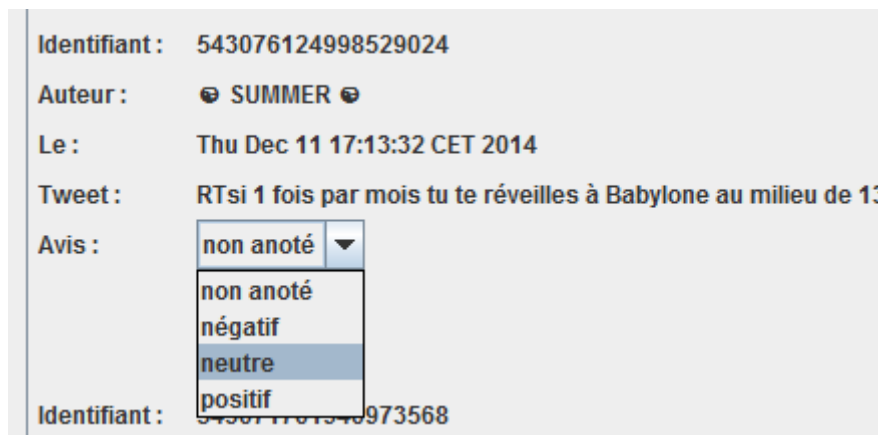 Identifiant : 543076124998529024
Auteur : SUMMER
Le : Thu Dec 11 17:13:32 CET 2014
Tweet : RTsi 1 fois par mois tu te réveilles à Babylone au milieu de
Avis : non anoté
non anoté
négatif
neutre
positif
Identifiant :